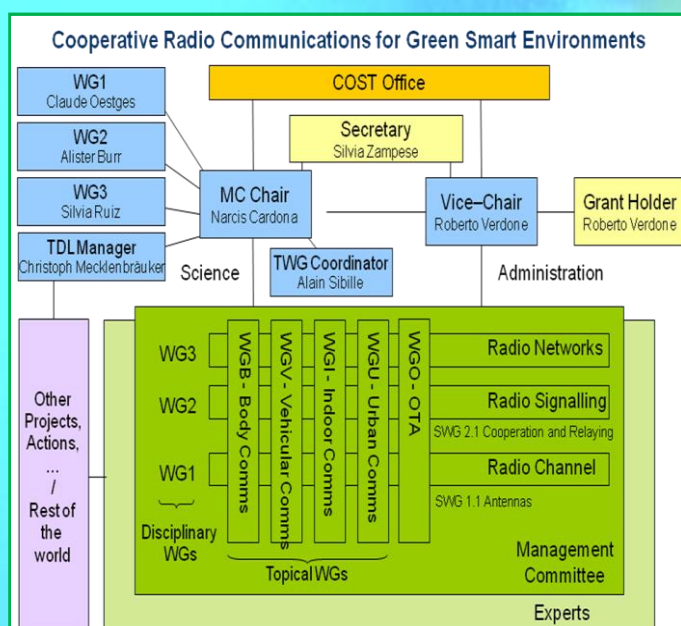 Cooperative Radio Communications for Green Smart Environments
WG1
Claude Oestges
COST Office
WG2
Alister Burr
Secretary
Silvia Zampese
WG3
Silvia Ruiz
MC Chair
Narcis Cardona
Vice–Chair
Roberto Verdone
Grant Holder
Roberto Verdone
TDL Manager
Christoph Mecklenbräuker
Science
TWG Coordinator
Alain Sibille
Administration
Other
Projects,
Actions,
...
/
Rest of
the
world
WG3
WG2
WG1
WGB - Body Comms
WGV - Vehicular Comms
WGI - Indoor Comms
WGU - Urban Comms
WGO - OTA
Radio Networks
Radio Signalling
SWG 2.1 Cooperation and Relaying
Radio Channel
SWG 1.1 Antennas
Disciplinary
WGs
Topical WGs
Management
Committee
Experts